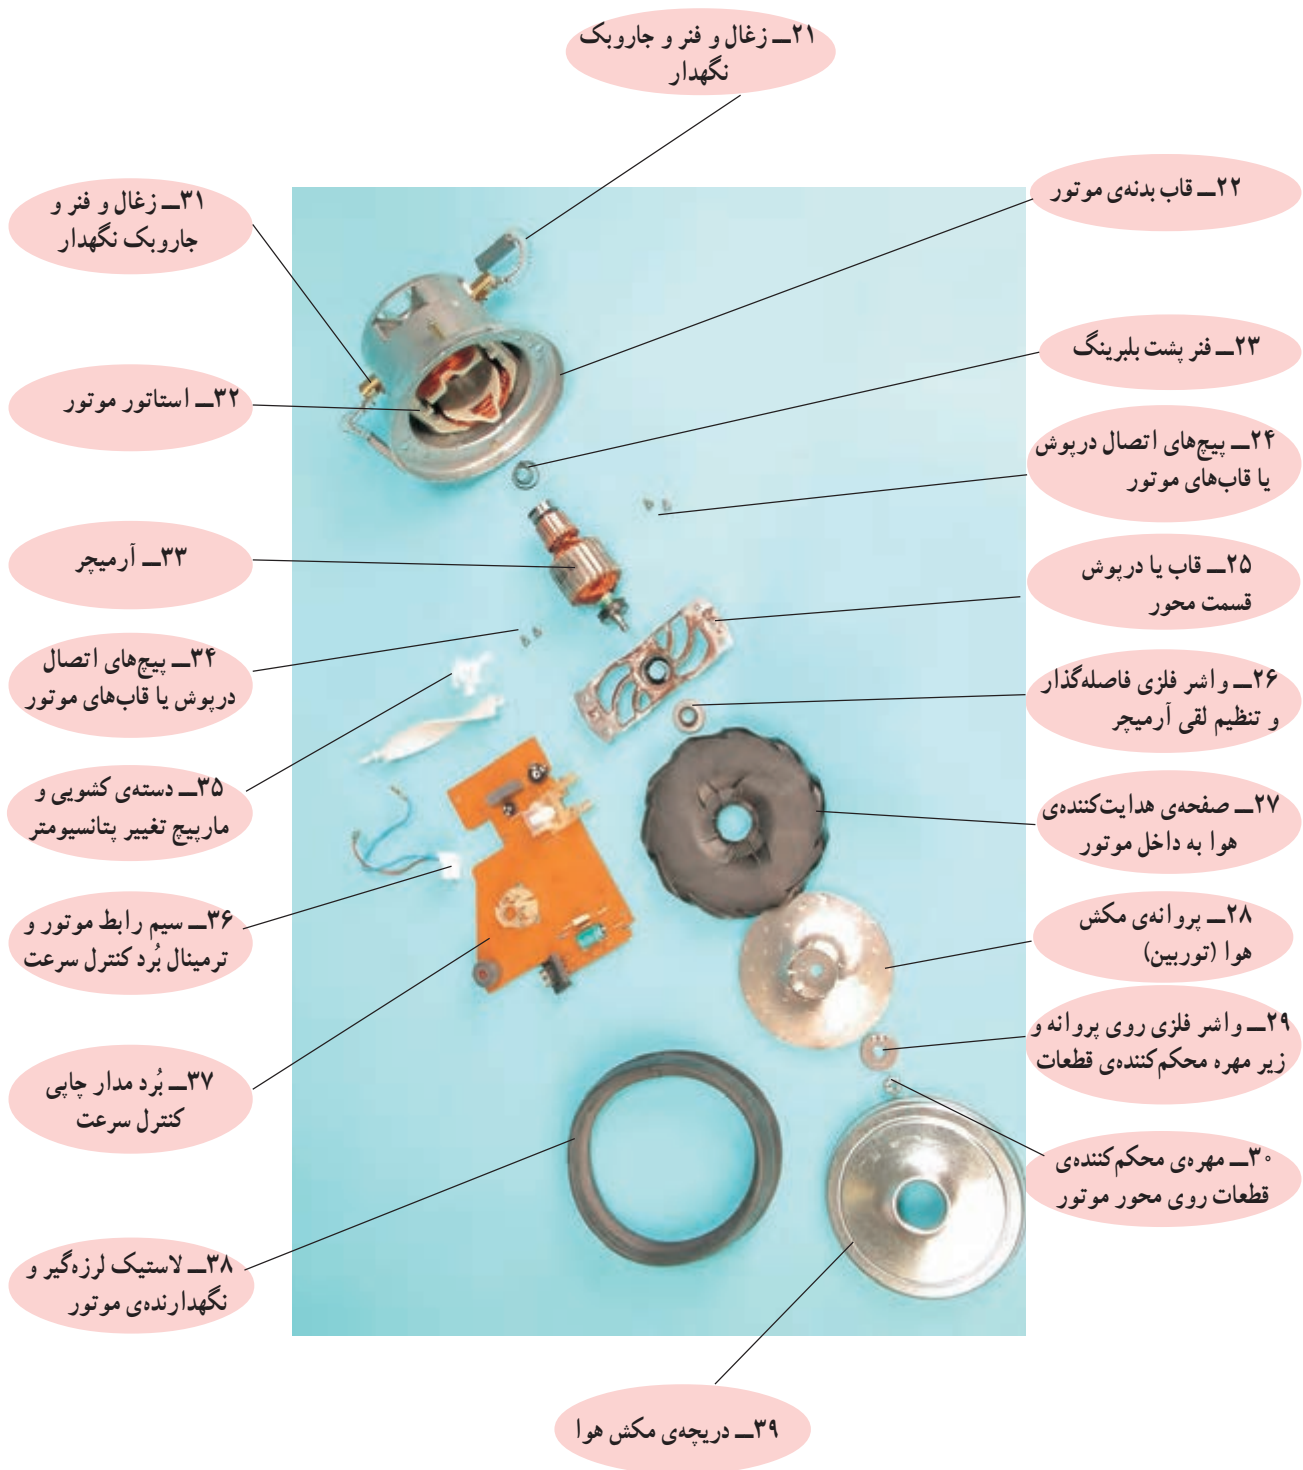 ۲۱ــ زغال و فنر و جاروبک
نگهدار
۲۲ــ قاب بدنه‌ی موتور
۲۳ــ فنر پشت بلبرینگ
۲۴ــ پیچ‌های اتصال درپوش
یا قاب‌های موتور
۲۵ــ قاب یا درپوش
قسمت محور
۲۶ــ واشر فلزی فاصله‌گذار
و تنظیم لقی آرمیچر
۲۷ــ صفحه‌ی هدایت‌کننده‌ی
هوا به داخل موتور
۲۸ــ پروانه‌ی مکش
هوا (توربین)
۲۹ــ واشر فلزی روی پروانه و
زیر مهره محکم‌کننده‌ی قطعات
۳۰ــ مهره‌ی محکم‌کننده‌ی
قطعات روی محور موتور
۳۱ــ زغال و فنر و
جاروبک نگهدار
۳۲ــ استاتور موتور
۳۳ــ آرمیچر
۳۴ــ پیچ‌های اتصال
درپوش یا قاب‌های موتور
۳۵ــ دسته‌ی کشویی و
مارپیچ تغییر پتانسیومتر
۳۶ــ سیم رابط موتور و
ترمینال بُرد کنترل سرعت
۳۷ــ بُرد مدار چاپی
کنترل سرعت
۳۸ــ لاستیک لرزه‌گیر و
نگهدارنده‌ی موتور
۳۹ــ دریچه‌ی مکش هوا